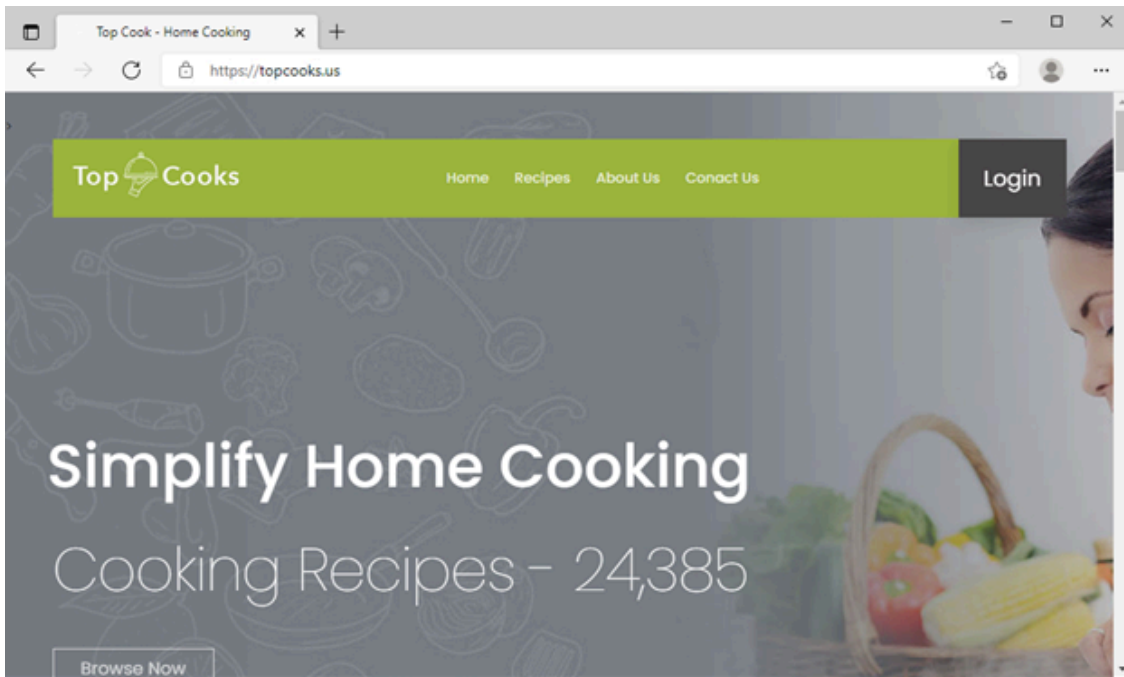 Top Cook - Home Cooking
https://topcooks.us
Top Cooks
Home Recipes About Us Conact Us
Login
Simplify Home Cooking
Cooking Recipes - 24,385
Browse Now